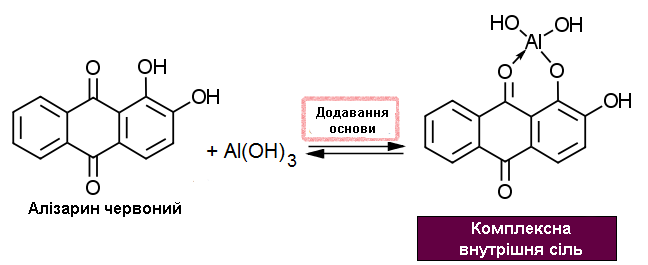 O
OH
OH
O
Алізарин червоний
+ Al(OH)3
Додавання
основи
HO OH
Al
O O
OH
O
Комплексна
внутрішня сіль